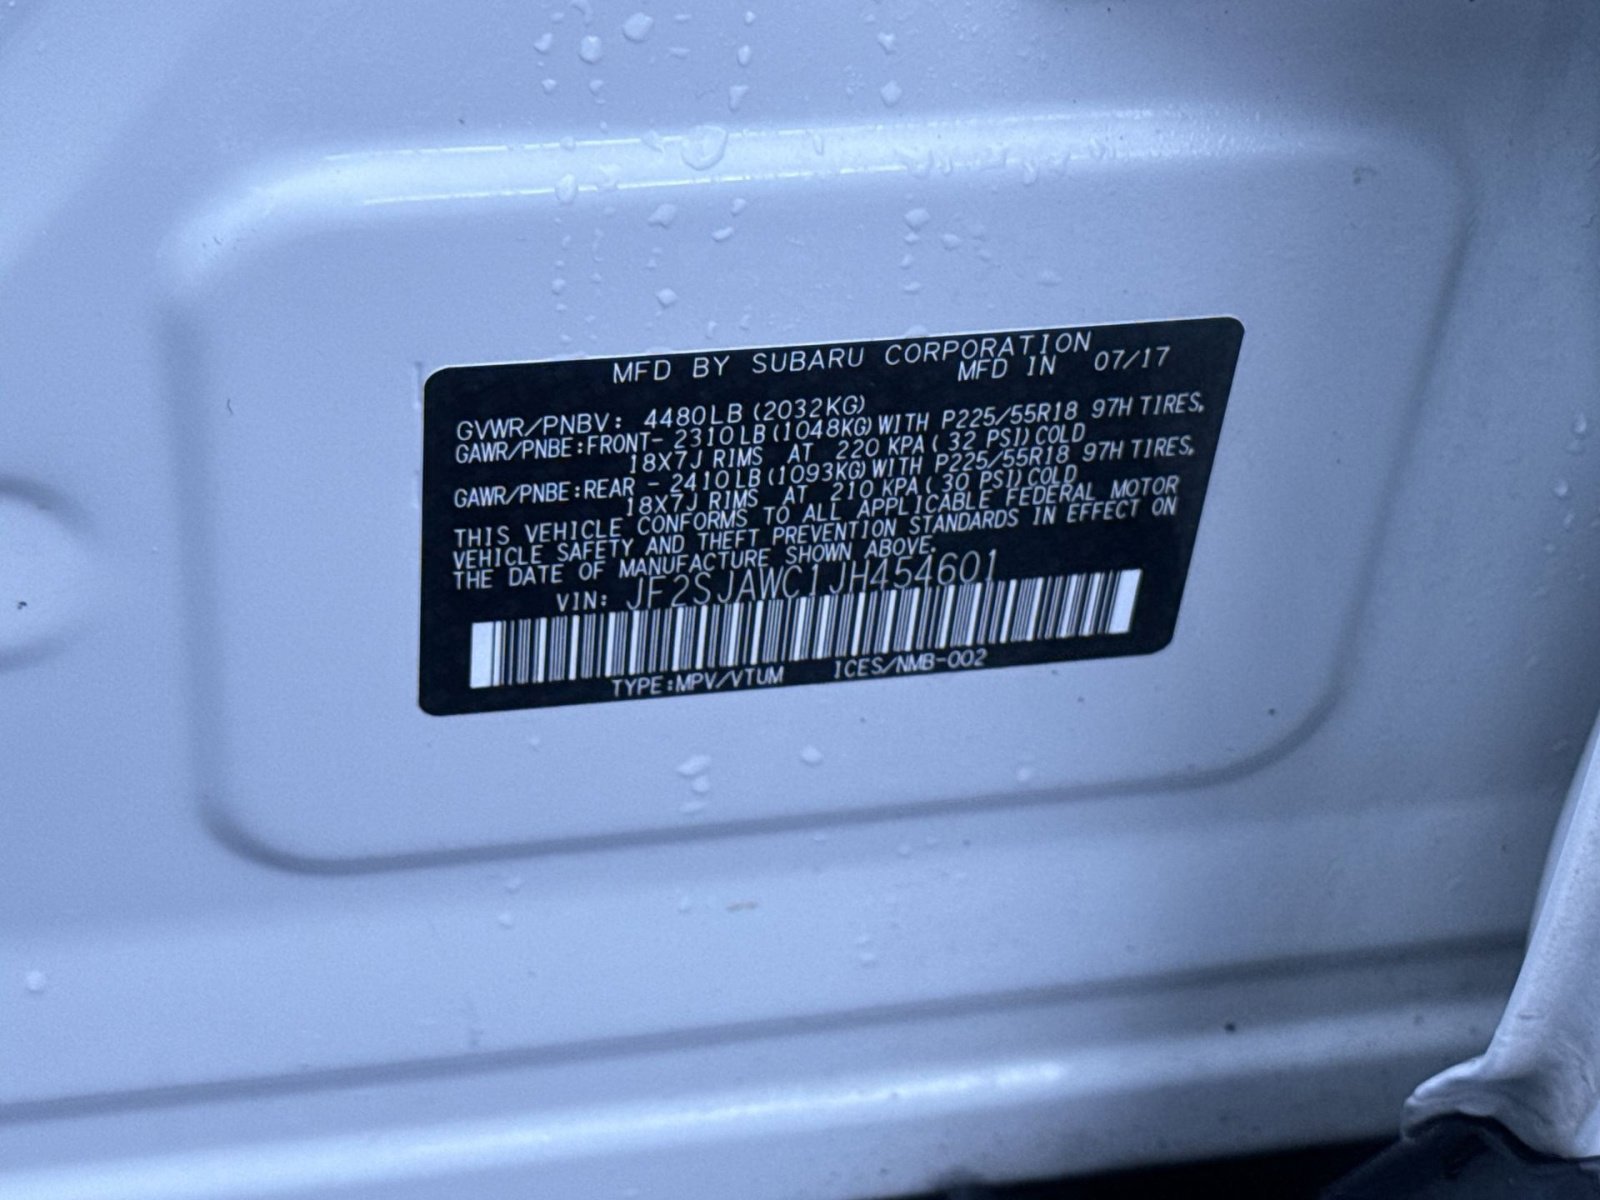 MFD BY SUBARU CORPORATION
MFD IN 07/17
GVWR/PNBV: 4480LB(2032KG)
GAWR/PNBE:FRONT- 2310LB(1048KG)WITH P225/55R18 97H TIRES,
18X7J RIMS AT 220 KPA( 32 PSI)COLD
GAWR/PNBE:REAR - 2410LB(1093KG)WITH P225/55R18 97H TIRES,
18X7J RIMS AT 210 KPA( 30 PSI)COLD
THIS VEHICLE CONFORMS TO ALL APPLICABLE FEDERAL MOTOR
VEHICLE SAFETY AND THEFT PREVENTION STANDARDS IN EFFECT ON
THE DATE OF MANUFACTURE SHOWN ABOVE.
VIN: JF2SJAWC1JH454601
TYPE:MPV/VTUM ICES/NMB-002